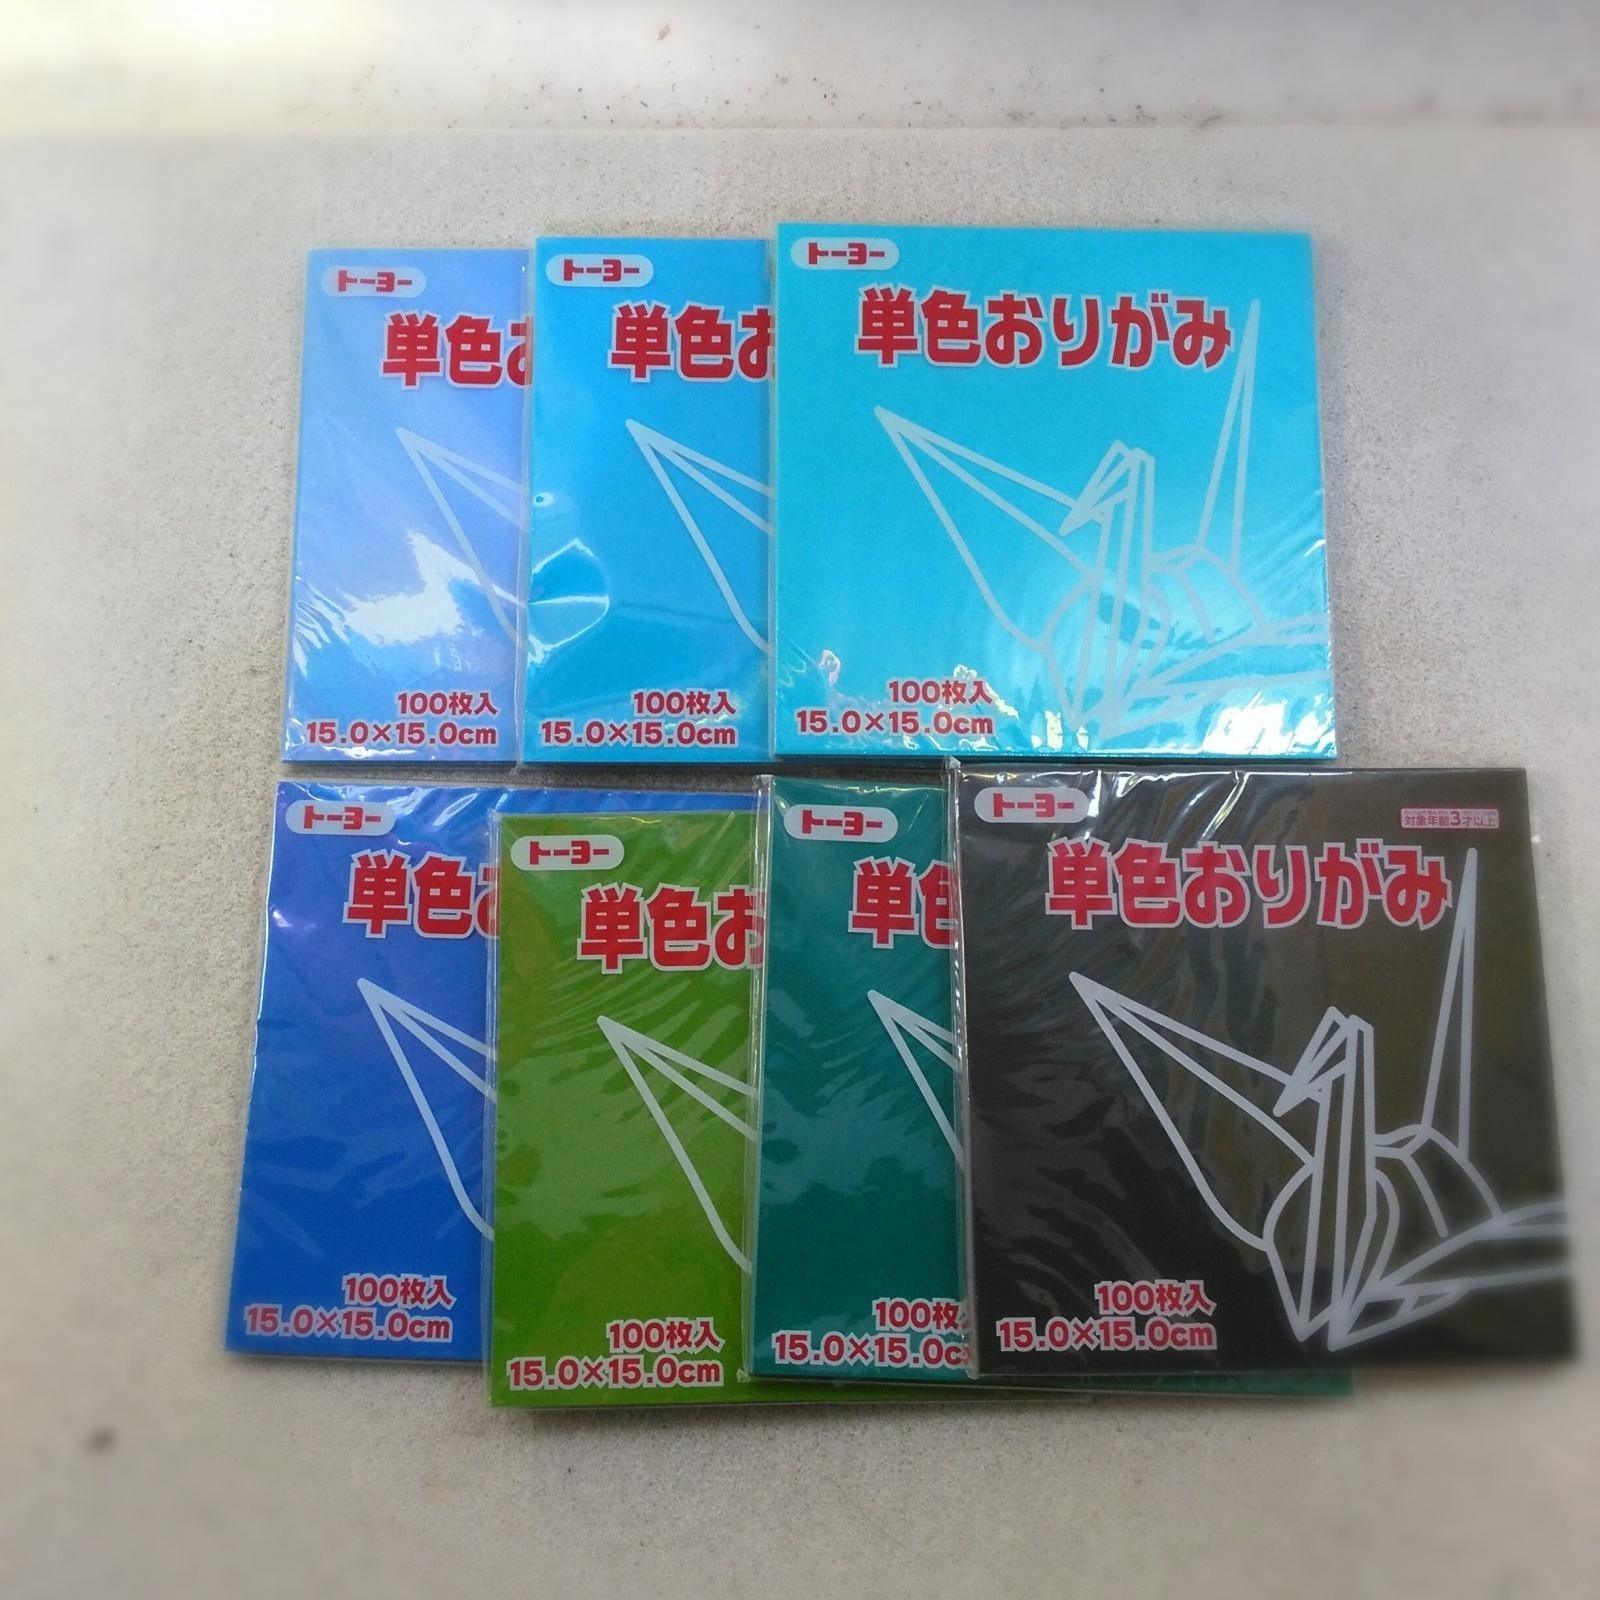 トーヨー
単色お
100枚入
15.0×15.0cm
トーヨー
単色お
100枚入
15.0×15.0cm
トーヨー
単色おりがみ
100枚入
15.0×15.0cm
トーヨー
単色お
100枚入
15.0×15.0cm
トーヨー
単色お
100枚入
15.0×15.0cm
トーヨー
単色
100枚
15.0×15.0c
トーヨー
対象年齢3才以上
単色おりがみ
100枚入
15.0×15.0cm